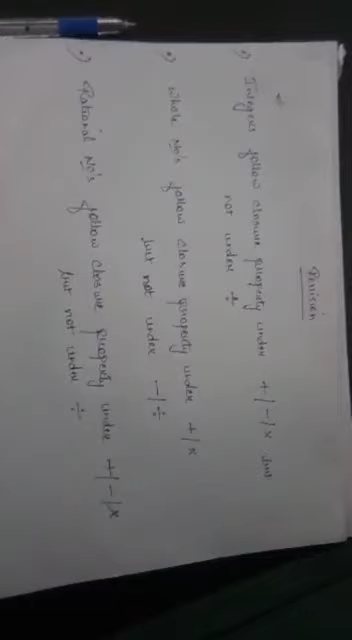 Revision
•) Integers follow closure property under + / - / x but
not under ÷
•) Whole No's follow closure property under + / x
but not under - / ÷
•) Rational No's follow closure property under + / - / x
but not under ÷